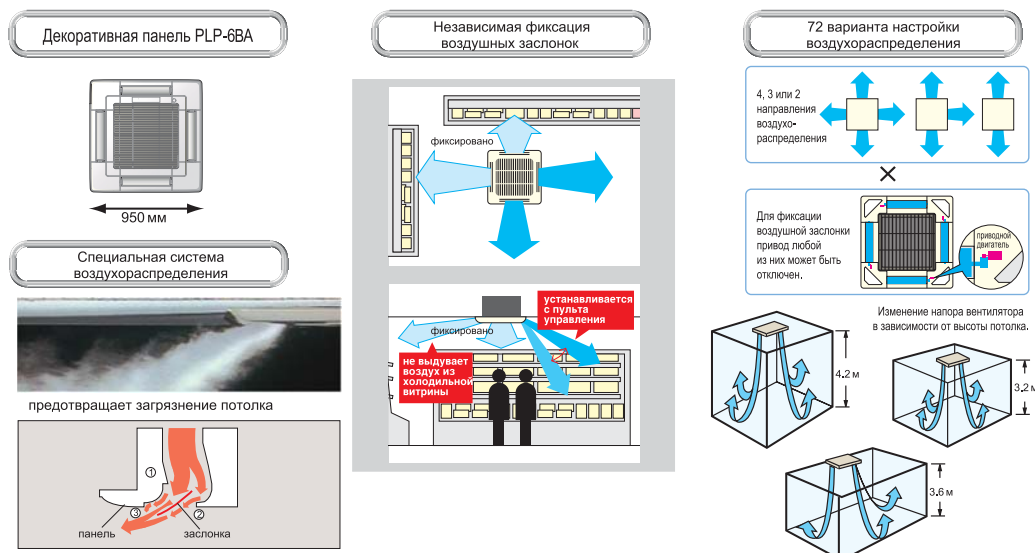 Декоративная панель PLP-6BA
950 мм
Специальная система
воздухораспределения
предотвращает загрязнение потолка
①
③
②
панель
заслонка
Независимая фиксация
воздушных заслонок
фиксировано
фиксировано
устанавливается
с пульта
управления
не выдувает
воздух из
холодильной
витрины
72 варианта настройки
воздухораспределения
4, 3 или 2
направления
воздухо-
распределения
×
Для фиксации
воздушной заслонки
привод любой
из них может быть
отключен.
приводной
двигатель
Изменение напора вентилятора
в зависимости от высоты потолка.
4.2 м
3.2 м
3.6 м